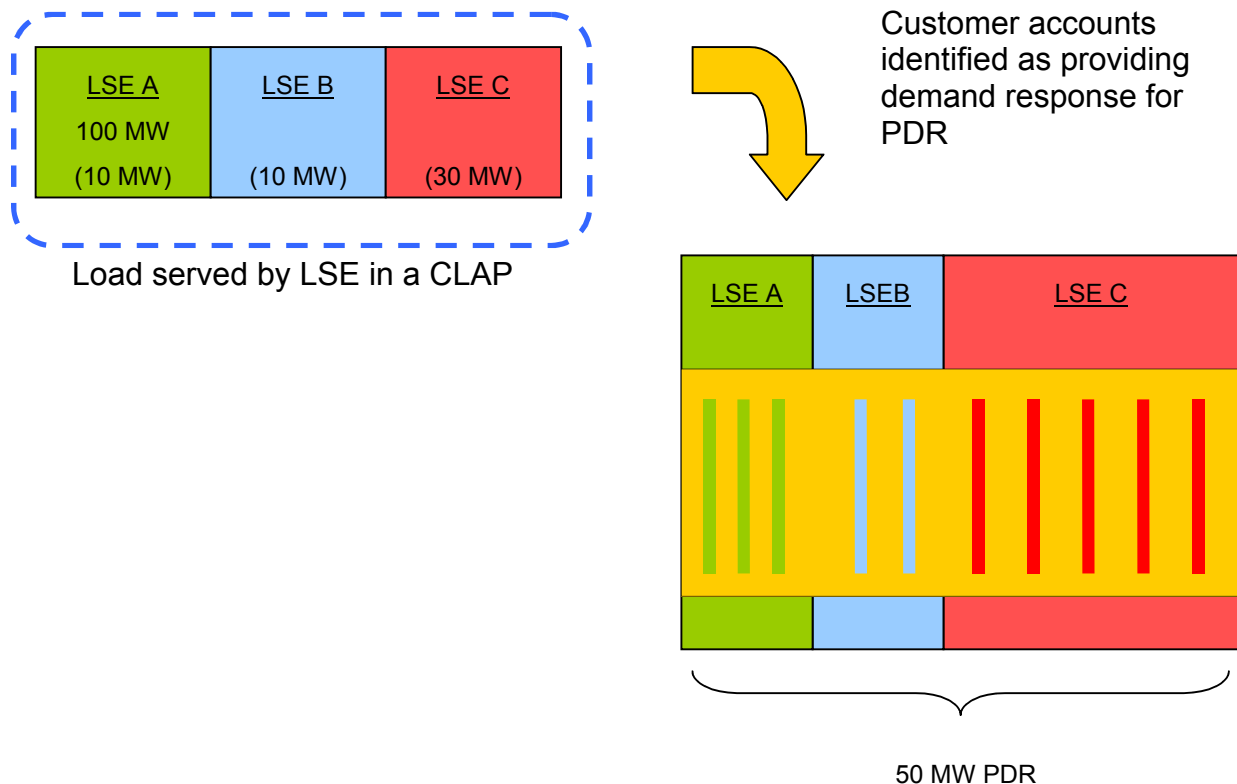 LSE A
100 MW
(10 MW)
LSE B
(10 MW)
LSE C
(30 MW)
Load served by LSE in a CLAP
Customer accounts
identified as providing
demand response for
PDR
LSE A
LSEB
LSE C
50 MW PDR